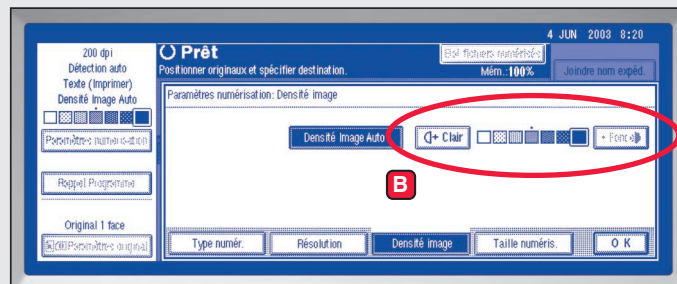 4 JUN 2003 8:20
200 dpi
Détection auto
Texte (Imprimer)
Densité Image Auto
Paramètres numérisation
Rappel Programme
Original 1 face
Paramètres original
Prêt
Positionner originaux et spécifier destination.
Etat fichiers numérisés
Mém.:100%
Joindre nom expéd.
Paramètres numérisation: Densité image
Densité Image Auto
+ Clair
+ Foncé
B
Type numér.
Résolution
Densité image
Taille numéris.
OK